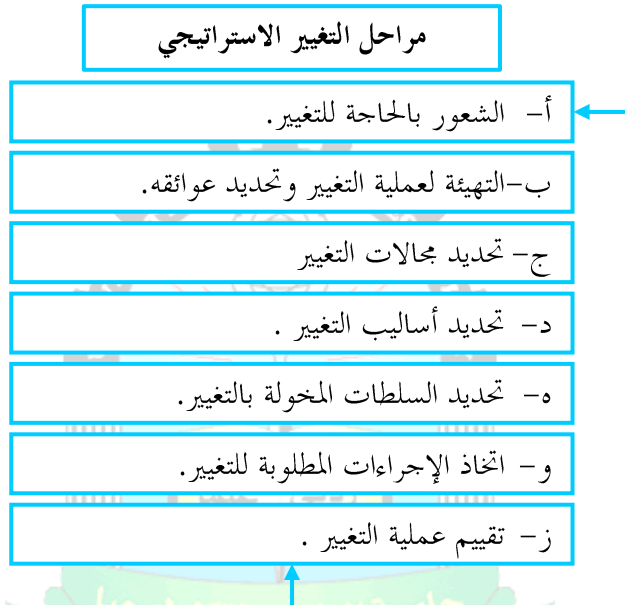 مراحل التغيير الاستراتيجي
أ- الشعور بالحاجة للتغيير.
ب-التهيئة لعملية التغيير وتحديد عوائقه.
ج- تحديد مجالات التغيير
د- تحديد أساليب التغيير .
ه- تحديد السلطات المخولة بالتغيير.
و- اتخاذ الإجراءات المطلوبة للتغيير.
ز- تقييم عملية التغيير .